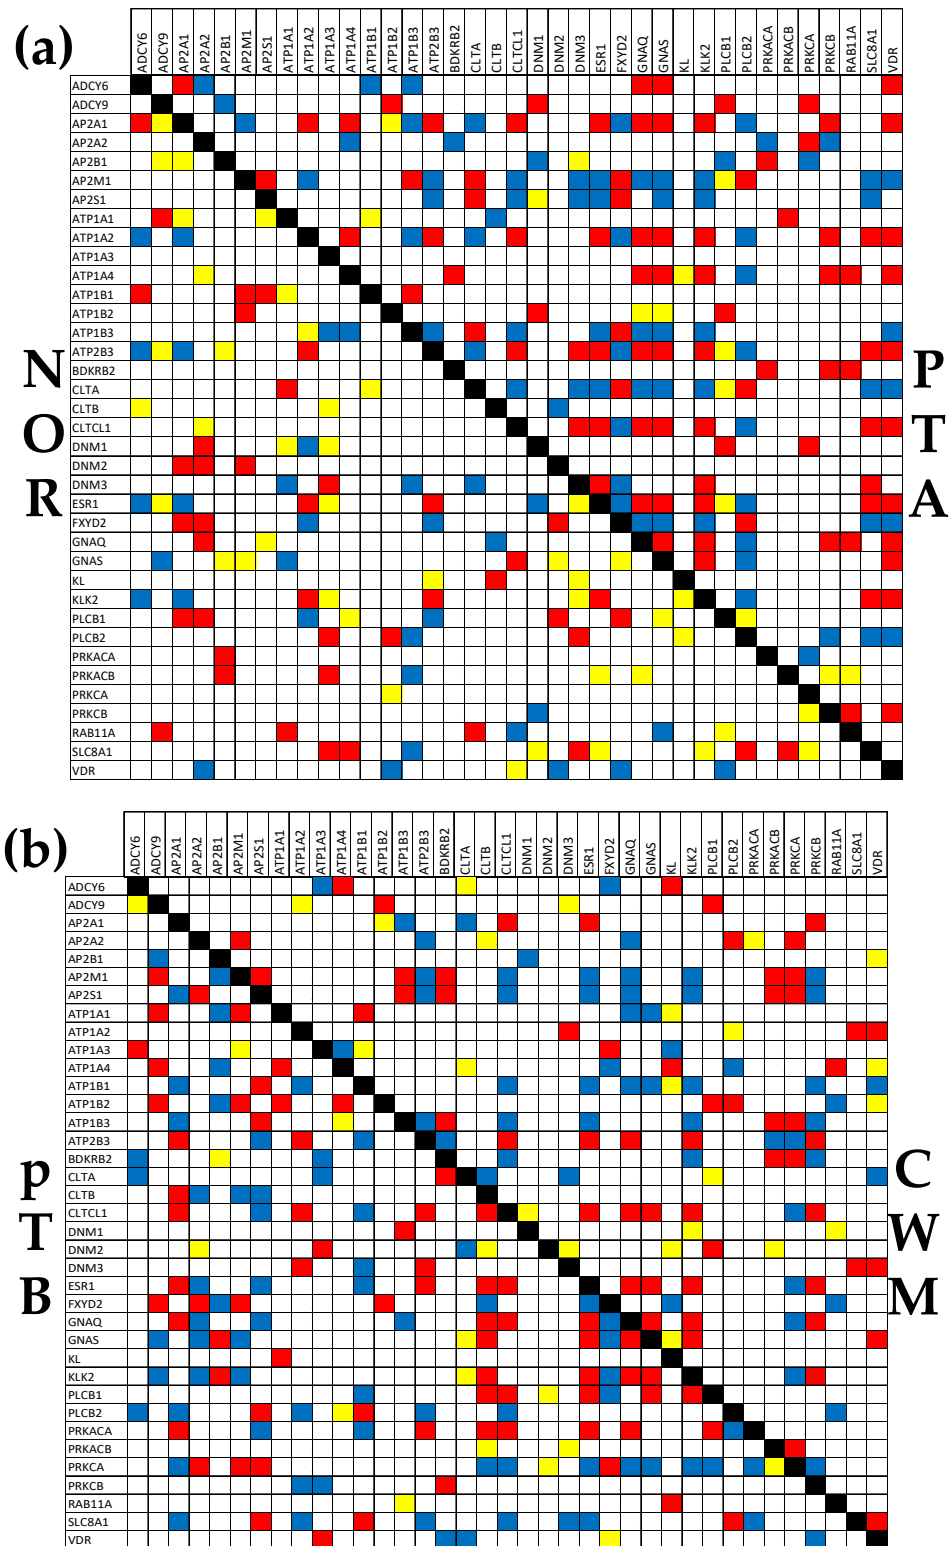 (a)
ADCY6 ADCY9 AP2A1 AP2A2 AP2B1 AP2M1 AP2S1 ATP1A1 ATP1A2 ATP1A3 ATP1A4 ATP1B1 ATP1B2 ATP1B3 ATP2B3 BDKRB2 CLTA CLTB CLTCL1 DNM1 DNM2 DNM3 ESR1 FXYD2 GNAQ GNAS KL KLK2 PLCB1 PLCB2 PRKACA PRKACB PRKCA PRKCB RAB11A SLC8A1 VDR
ADCY6
ADCY9
AP2A1
AP2A2
AP2B1
AP2M1
AP2S1
ATP1A1
ATP1A2
ATP1A3
ATP1A4
ATP1B1
ATP1B2
ATP1B3
ATP2B3
BDKRB2
CLTA
CLTB
CLTCL1
DNM1
DNM2
DNM3
ESR1
FXYD2
GNAQ
GNAS
KL
KLK2
PLCB1
PLCB2
PRKACA
PRKACB
PRKCA
PRKCB
RAB11A
SLC8A1
VDR
N
O
R
P
T
A
(b)
ADCY6 ADCY9 AP2A1 AP2A2 AP2B1 AP2M1 AP2S1 ATP1A1 ATP1A2 ATP1A3 ATP1A4 ATP1B1 ATP1B2 ATP1B3 ATP2B3 BDKRB2 CLTA CLTB CLTCL1 DNM1 DNM2 DNM3 ESR1 FXYD2 GNAQ GNAS KL KLK2 PLCB1 PLCB2 PRKACA PRKACB PRKCA PRKCB RAB11A SLC8A1 VDR
ADCY6
ADCY9
AP2A1
AP2A2
AP2B1
AP2M1
AP2S1
ATP1A1
ATP1A2
ATP1A3
ATP1A4
ATP1B1
ATP1B2
ATP1B3
ATP2B3
BDKRB2
CLTA
CLTB
CLTCL1
DNM1
DNM2
DNM3
ESR1
FXYD2
GNAQ
GNAS
KL
KLK2
PLCB1
PLCB2
PRKACA
PRKACB
PRKCA
PRKCB
RAB11A
SLC8A1
VDR
p
T
B
C
W
M